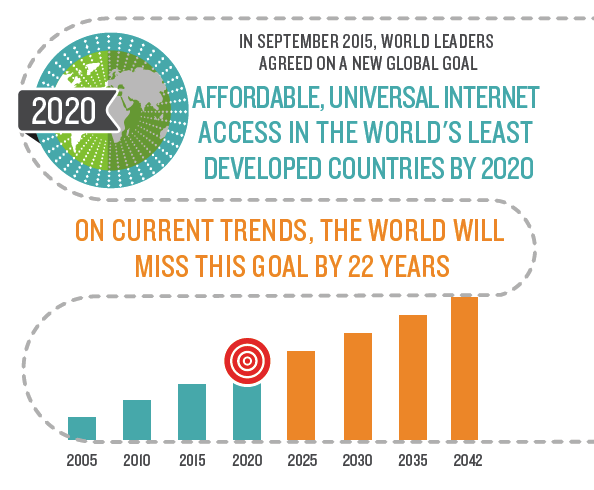 IN SEPTEMBER 2015, WORLD LEADERS
AGREED ON A NEW GLOBAL GOAL
2020
AFFORDABLE, UNIVERSAL INTERNET
ACCESS IN THE WORLD'S LEAST
DEVELOPED COUNTRIES BY 2020
ON CURRENT TRENDS, THE WORLD WILL
MISS THIS GOAL BY 22 YEARS
2005 2010 2015 2020 2025 2030 2035 2042